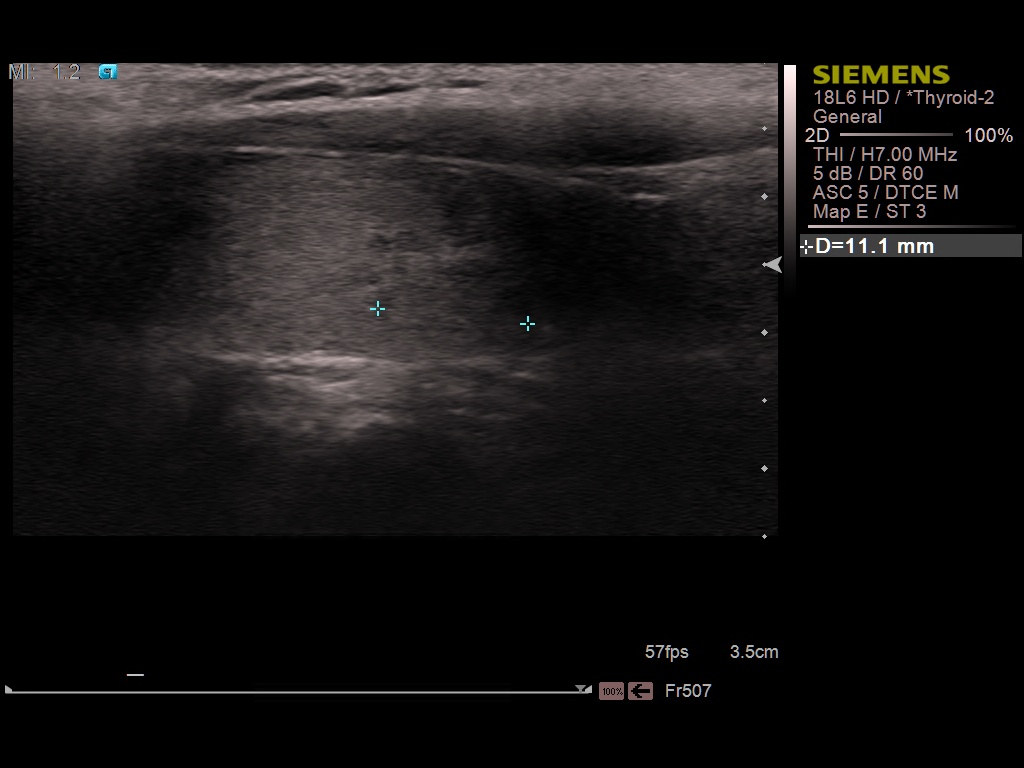 MI: 1.2
SIEMENS
18L6 HD / *Thyroid-2
General
2D 100%
THI / H7.00 MHz
5 dB / DR 60
ASC 5 / DTCE M
Map E / ST 3
D=11.1 mm
57fps 3.5cm
100% Fr507